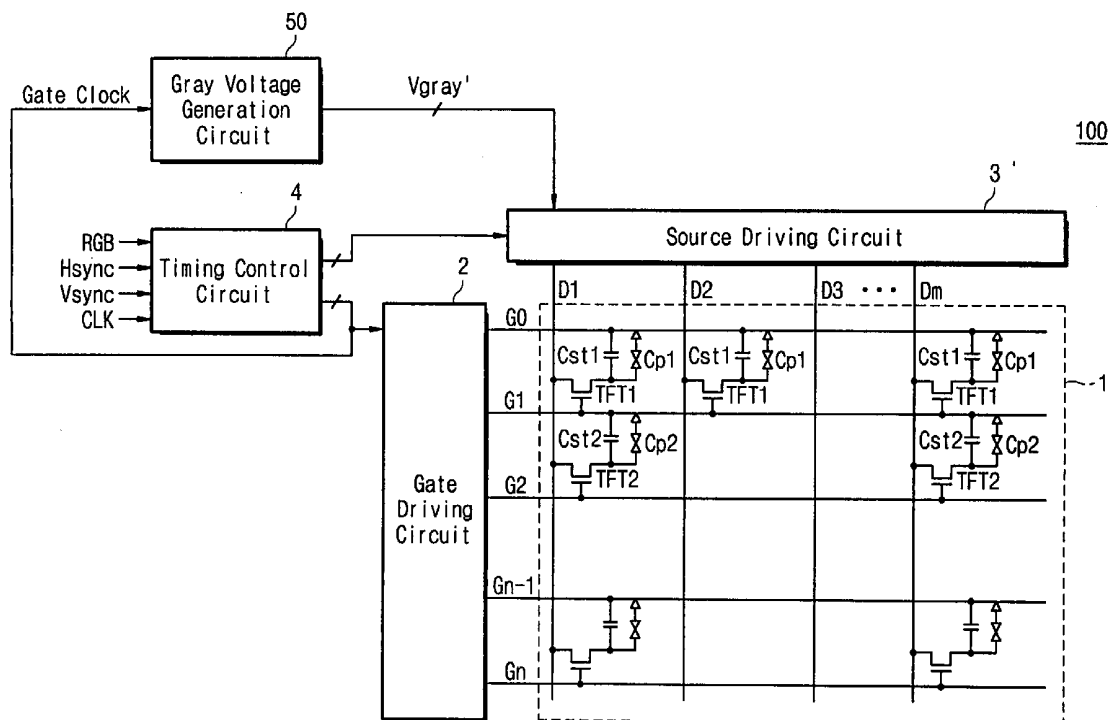 50
Gray Voltage
Generation
Circuit
Gate Clock
Vgray'
100
3 '
Source Driving Circuit
4
RGB
Hsync
Vsync
CLK
Timing Control
Circuit
2
Gate
Driving
Circuit
D1 D2 D3 ··· Dm
G0
Cst1 Cp1 Cst1 Cp1 Cst1 Cp1
TFT1 TFT1 TFT1
1
G1
Cst2 Cp2 Cst2 Cp2
TFT2 TFT2
G2
Gn-1
Gn